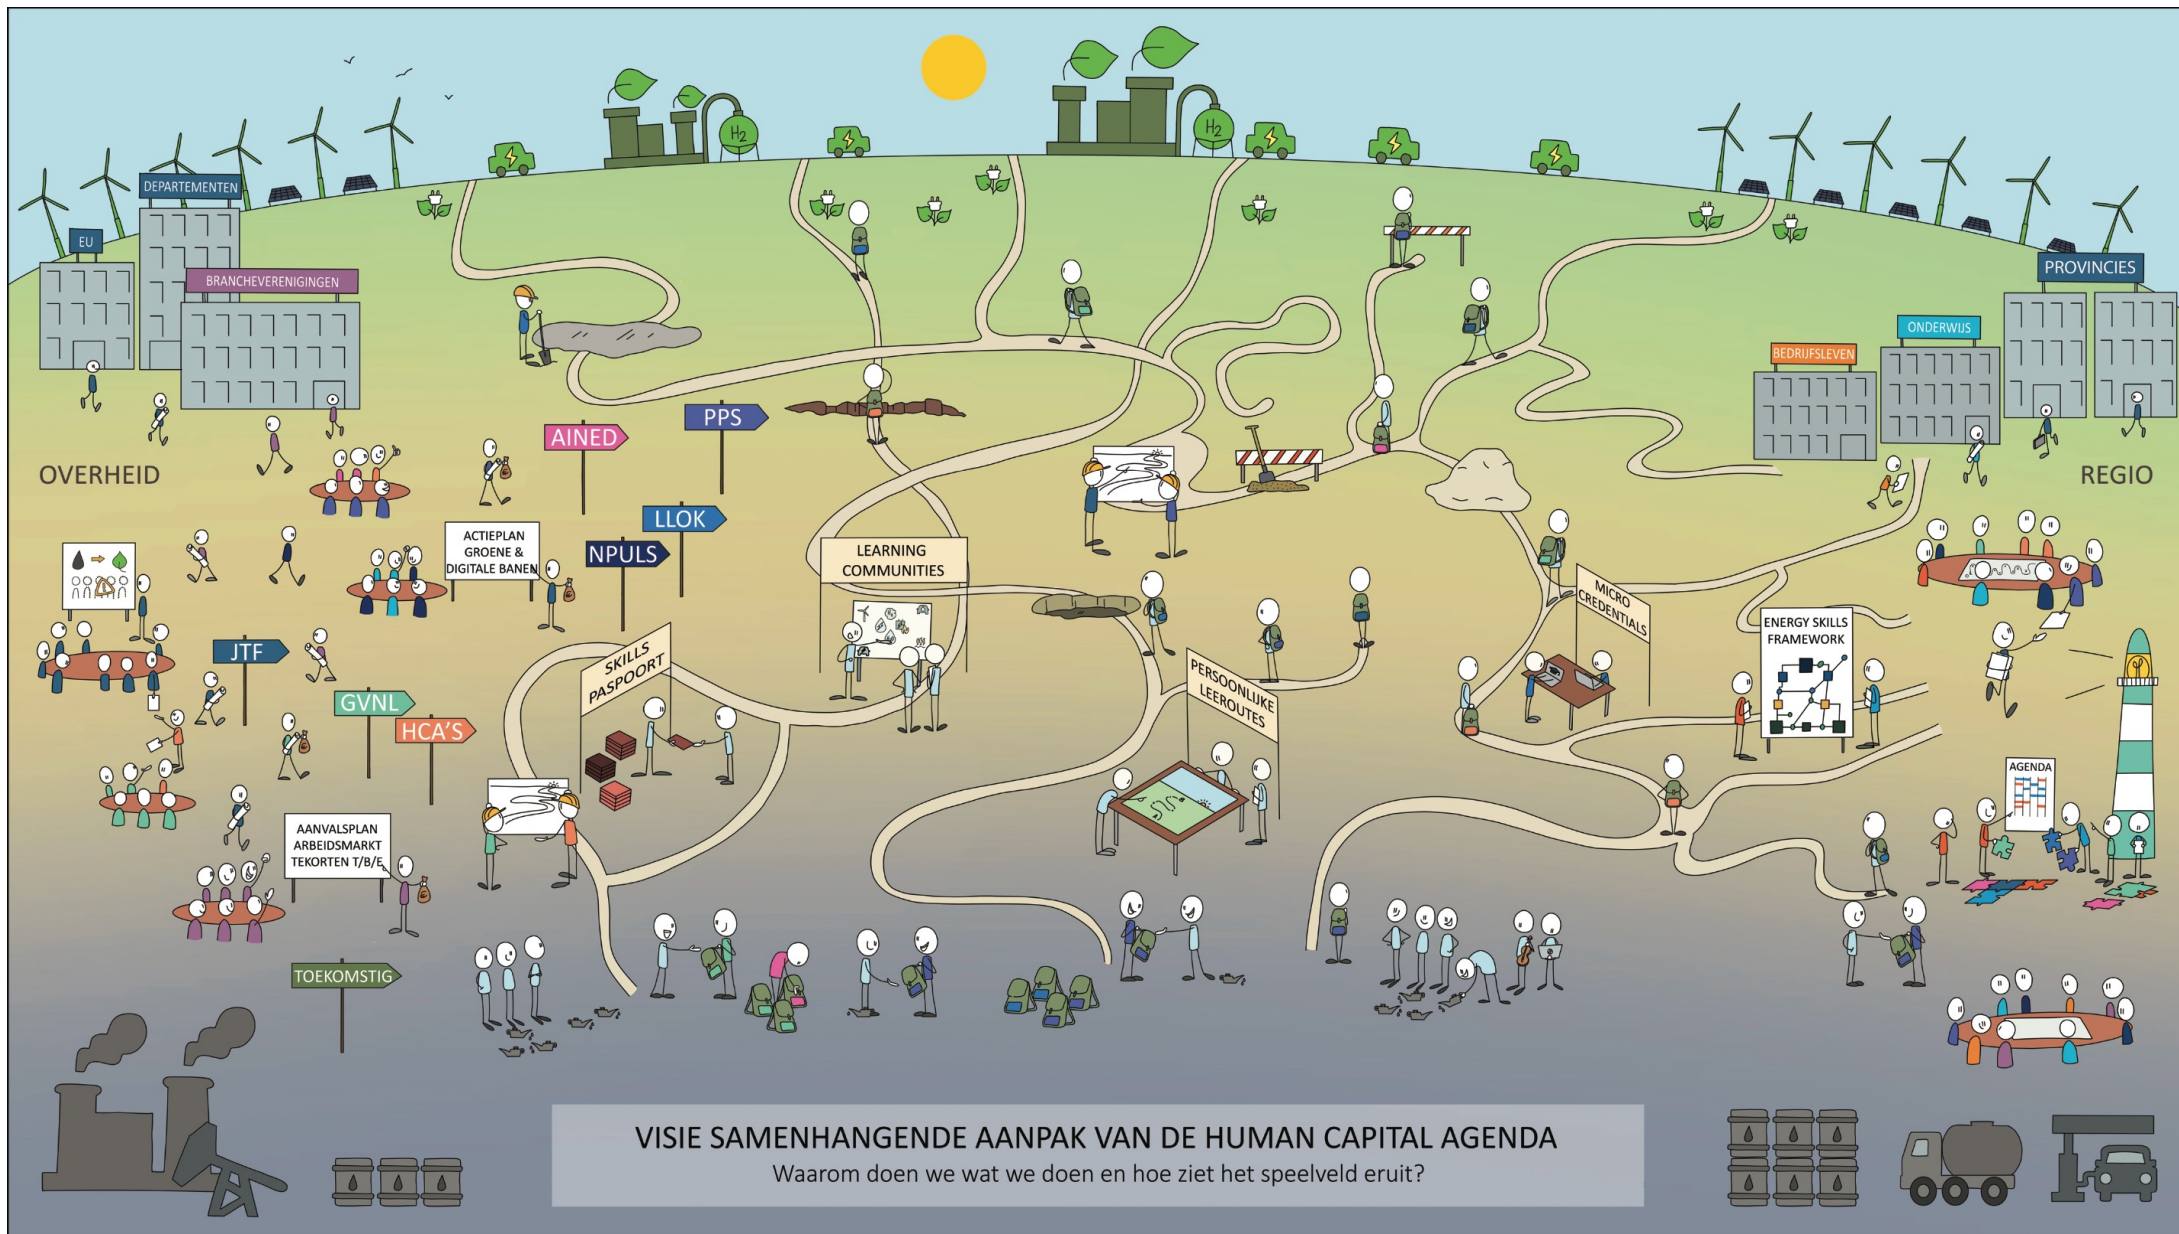 H2
H2
DEPARTEMENTEN
EU
BRANCHEVERENIGINGEN
PROVINCIES
ONDERWIJS
BEDRIJFSLEVEN
OVERHEID
REGIO
PPS
AINED
LLOK
NPULS
ACTIEPLAN
GROENE &
DIGITALE BANEN
LEARNING
COMMUNITIES
MICRO
CREDENTIALS
ENERGY SKILLS
FRAMEWORK
JTF
SKILLS
PASPOORT
PERSOONLIJKE
LEEROUTES
GVNL
HCA'S
AGENDA
AANVALSPLAN
ARBEIDSMARKT
TEKORTEN T/B/E
TOEKOMSTIG
VISIE SAMENHANGENDE AANPAK VAN DE HUMAN CAPITAL AGENDA
Waarom doen we wat we doen en hoe ziet het speelveld eruit?